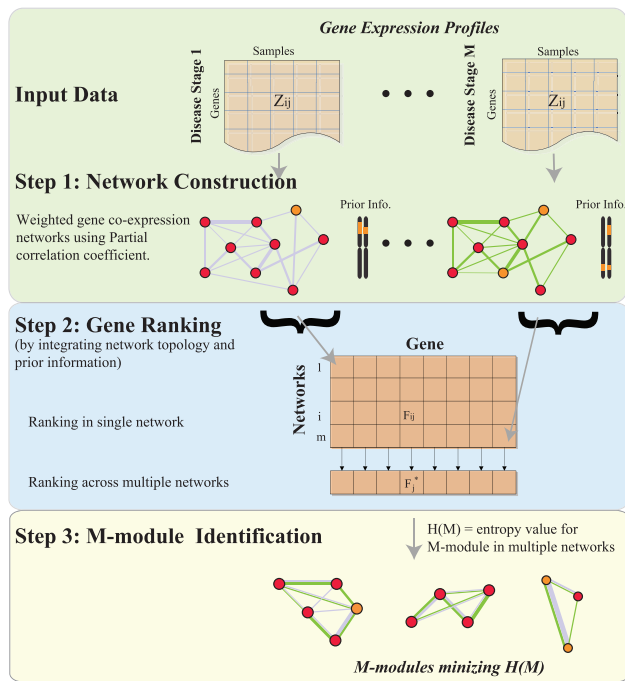 Gene Expression Profiles
Input Data
Disease Stage 1
Samples
Genes
Zij
Disease Stage M
Samples
Genes
Zij
Step 1: Network Construction
Weighted gene co-expression
networks using Partial
correlation coefficient.
Prior Info.
Prior Info.
Step 2: Gene Ranking
(by integrating network topology and
prior information)
Gene
Networks
1
i
m
Fij
Ranking in single network
Ranking across multiple networks
Fj*
Step 3: M-module Identification
H(M) = entropy value for
M-module in multiple networks
M-modules minizing H(M)